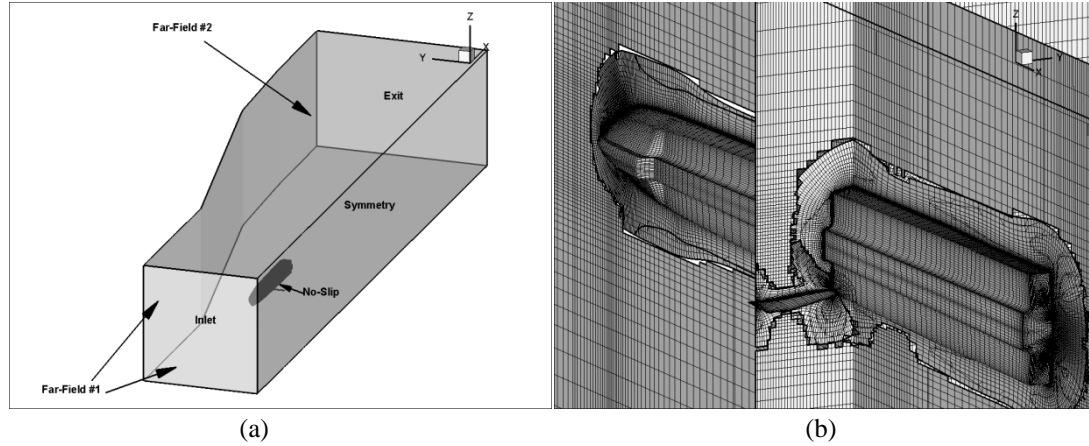 Far-Field #2
Z
Y
X
Exit
Symmetry
No-Slip
Inlet
Far-Field #1
Z
Y
X
(a)
(b)